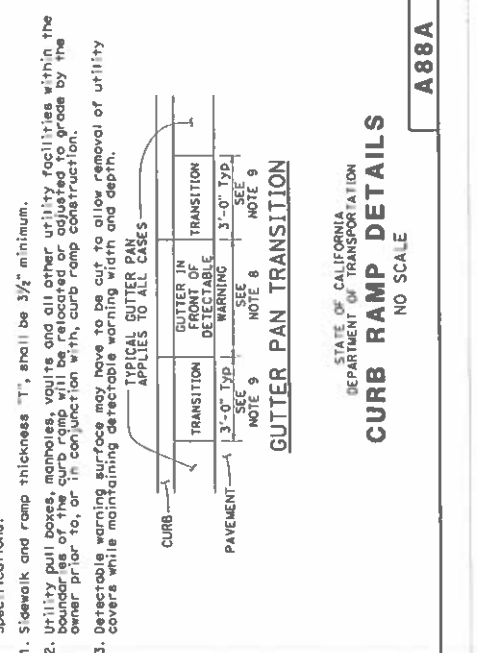 specifications.
1. Sidewalk and ramp thickness "T", shall be 3½" minimum.
2. Utility pull boxes, manholes, vaults and all other utility facilities within the
boundaries of the curb ramp will be relocated or adjusted to grade by the
owner prior to, or in conjunction with, curb ramp construction.
3. Detectable warning surface may have to be cut to allow removal of utility
covers while maintaining detectable warning width and depth.
CURB
TYPICAL GUTTER PAN
APPLIES TO ALL CASES
TRANSITION
GUTTER IN
FRONT OF
DETECTABLE
WARNING
TRANSITION
PAVEMENT
3'-0" Typ
SEE
NOTE 9
SEE
NOTE 8
3'-0" Typ
SEE
NOTE 9
GUTTER PAN TRANSITION
STATE OF CALIFORNIA
DEPARTMENT OF TRANSPORTATION
CURB RAMP DETAILS
NO SCALE
A88A